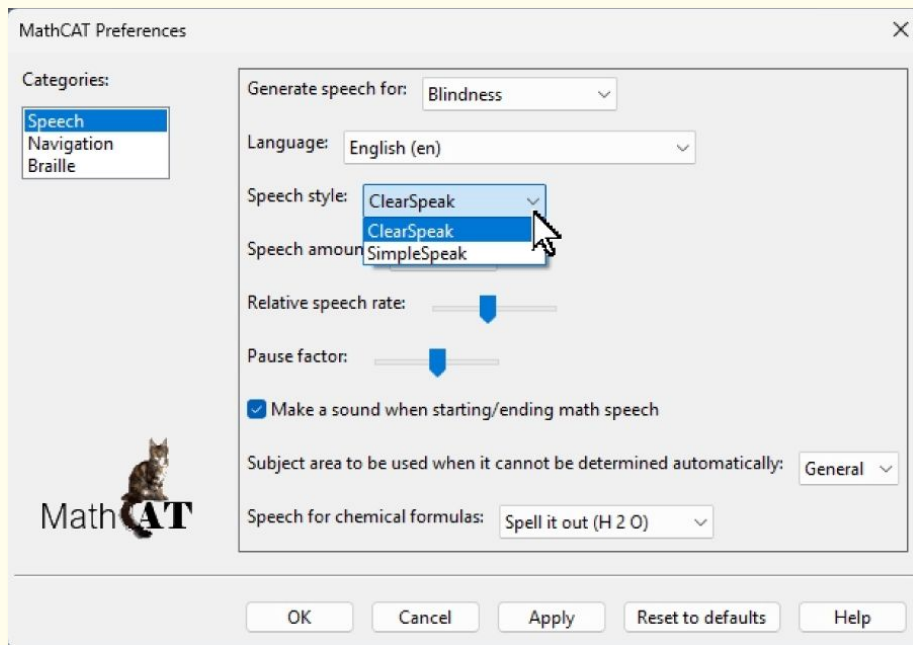 MathCAT Preferences
Categories:
Speech
Navigation
Braille
Generate speech for: Blindness
Language: English (en)
Speech style: ClearSpeak
ClearSpeak
SimpleSpeak
Speech amoun
Relative speech rate:
Pause factor:
Make a sound when starting/ending math speech
Subject area to be used when it cannot be determined automatically: General
Speech for chemical formulas: Spell it out (H 2 O)
MathCAT
OK Cancel Apply Reset to defaults Help